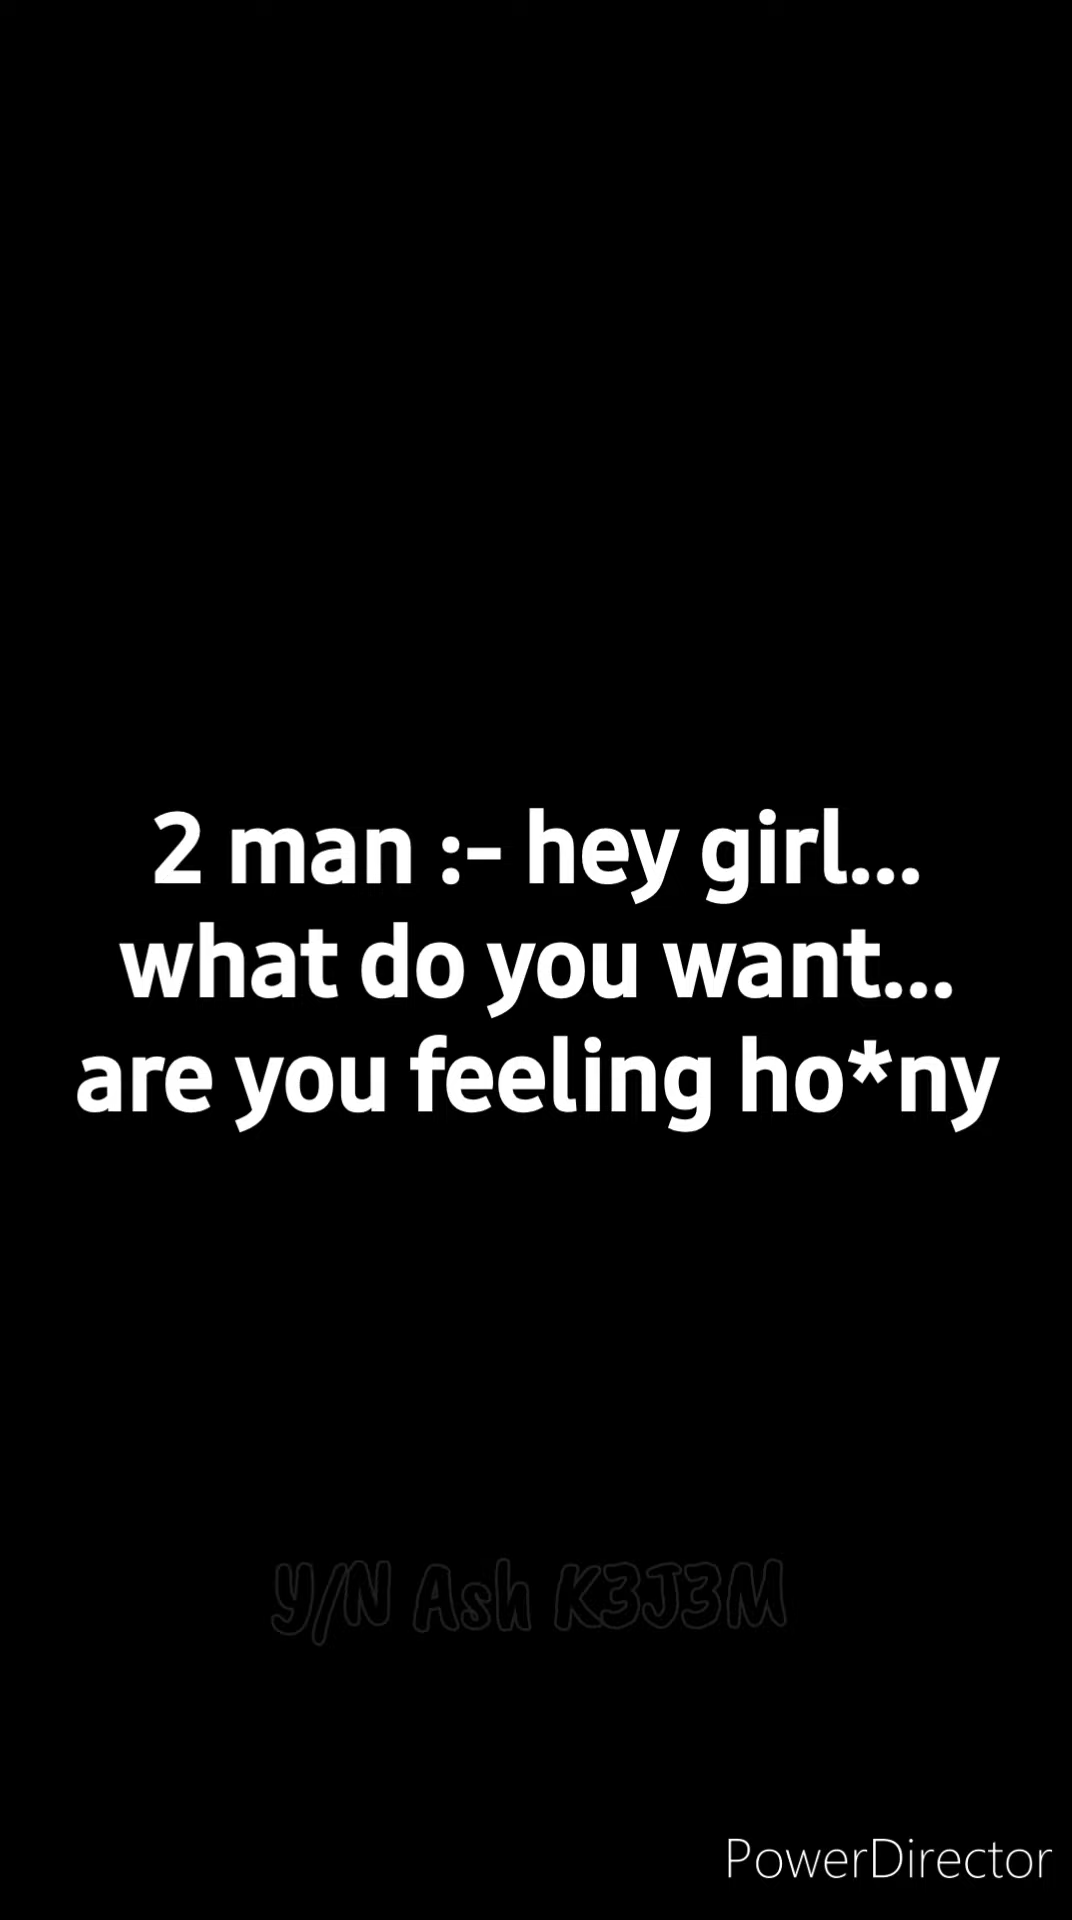 2 man :- hey girl...
what do you want...
are you feeling ho*ny
Y/N Ash K3J3M
PowerDirector